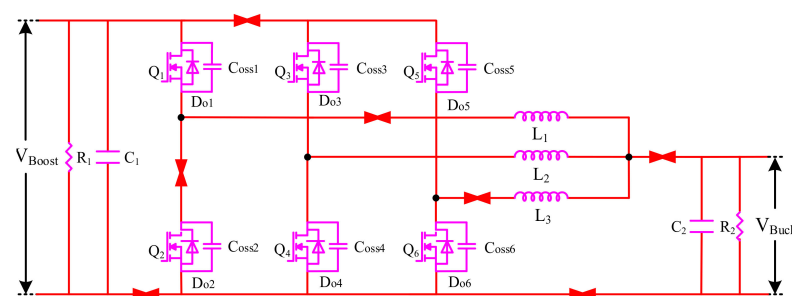 Q1
Coss1
Do1
Q3
Coss3
Do3
Q5
Coss5
Do5
VBoost
R1
C1
L1
L2
L3
Q2
Coss2
Do2
Q4
Coss4
Do4
Q6
Coss6
Do6
C2
R2
VBuck